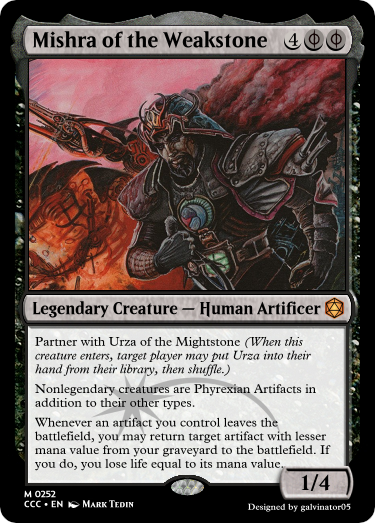 Mishra of the Weakstone 4
Legendary Creature — Human Artificer
Partner with Urza of the Mightstone (When this
creature enters, target player may put Urza into their
hand from their library, then shuffle.)
Nonlegendary creatures are Phyrexian Artifacts in
addition to their other types.
Whenever an artifact you control leaves the
battlefield, you may return target artifact with lesser
mana value from your graveyard to the battlefield. If
you do, you lose life equal to its mana value.
1/4
M 0252
CCC • EN Mark Tedin
Designed by galvinator05